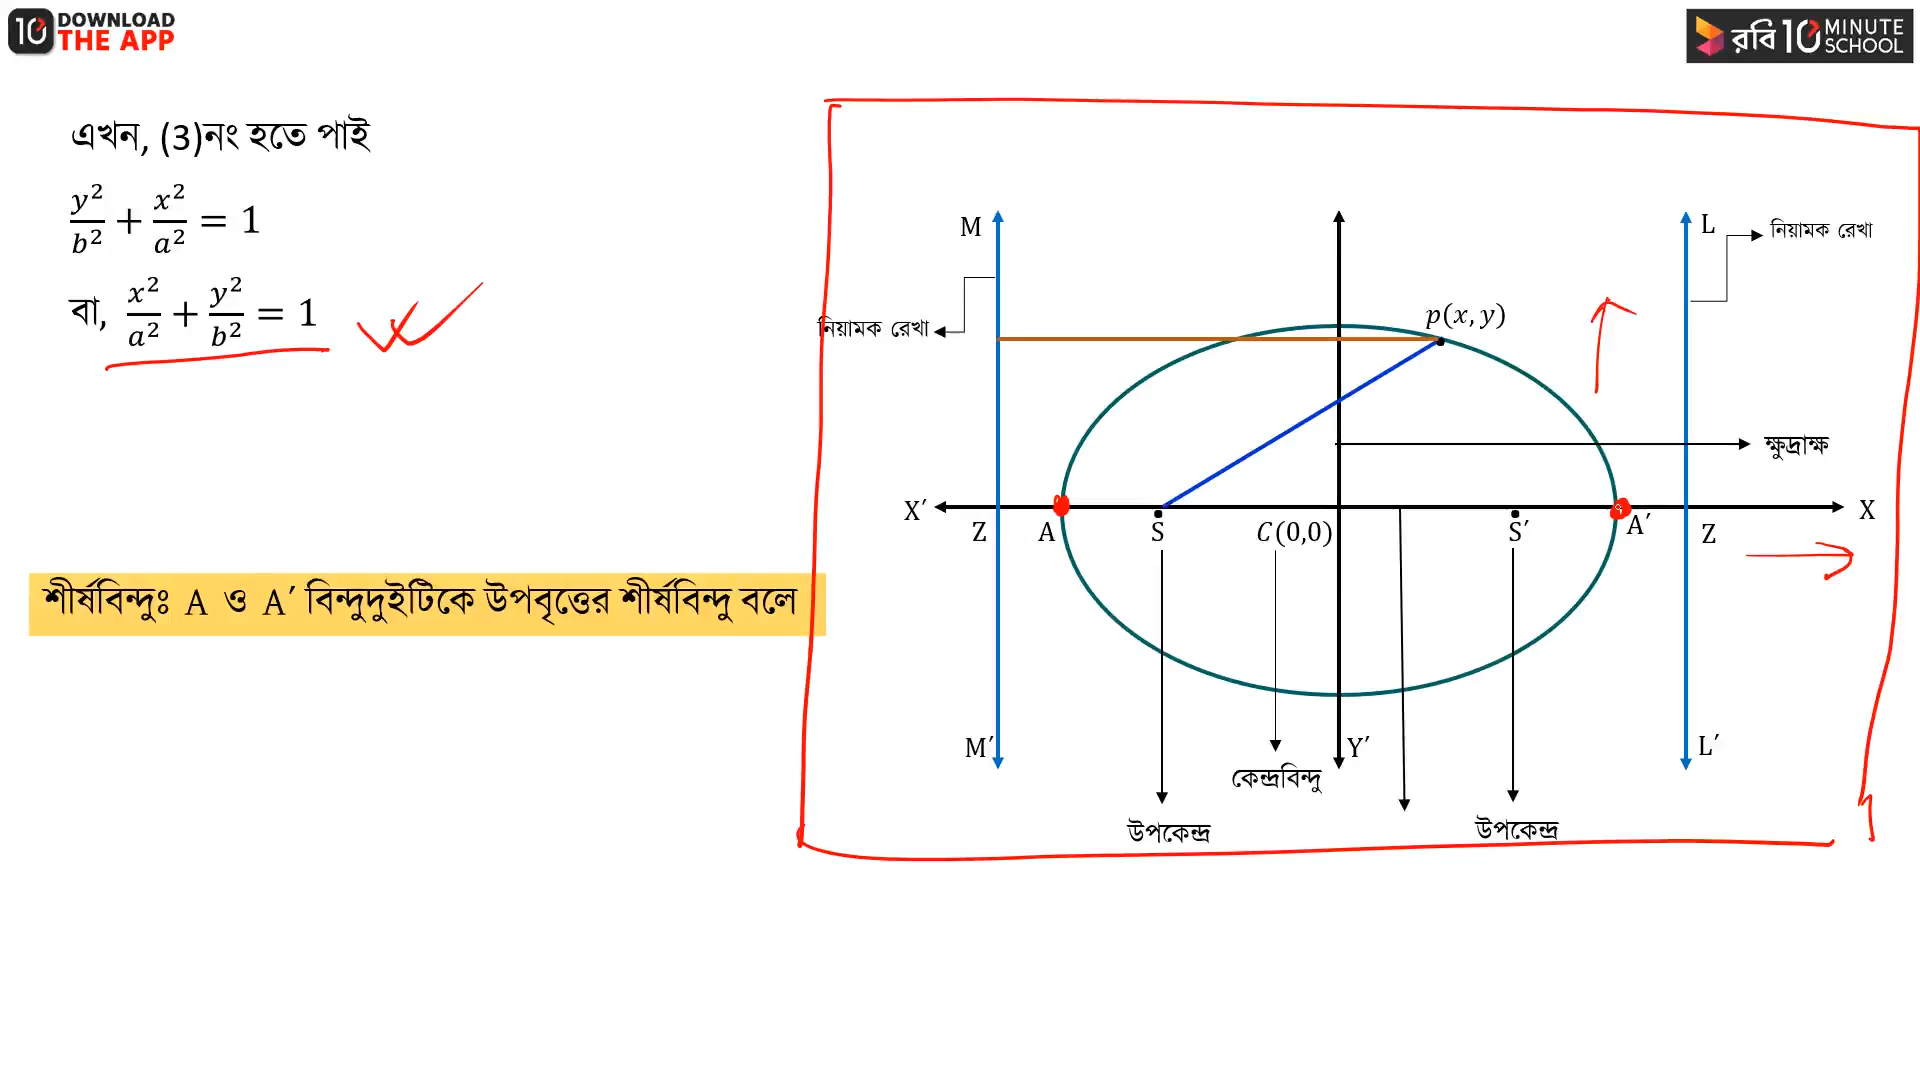 10 DOWNLOAD THE APP
রবি 10 MINUTE SCHOOL
এখন, (3)নং হতে পাই
y²/b² + x²/a² = 1
বা, x²/a² + y²/b² = 1
শীর্ষবিন্দুঃ A ও A′ বিন্দুদুইটিকে উপবৃত্তের শীর্ষবিন্দু বলে
M
L
নিয়ামক রেখা
p(x, y)
নিয়ামক রেখা
ক্ষুদ্রাক্ষ
X′
X
Z
A
S
C(0,0)
S′
A′
Z
M′
Y′
L′
কেন্দ্রবিন্দু
উপকেন্দ্র
উপকেন্দ্র